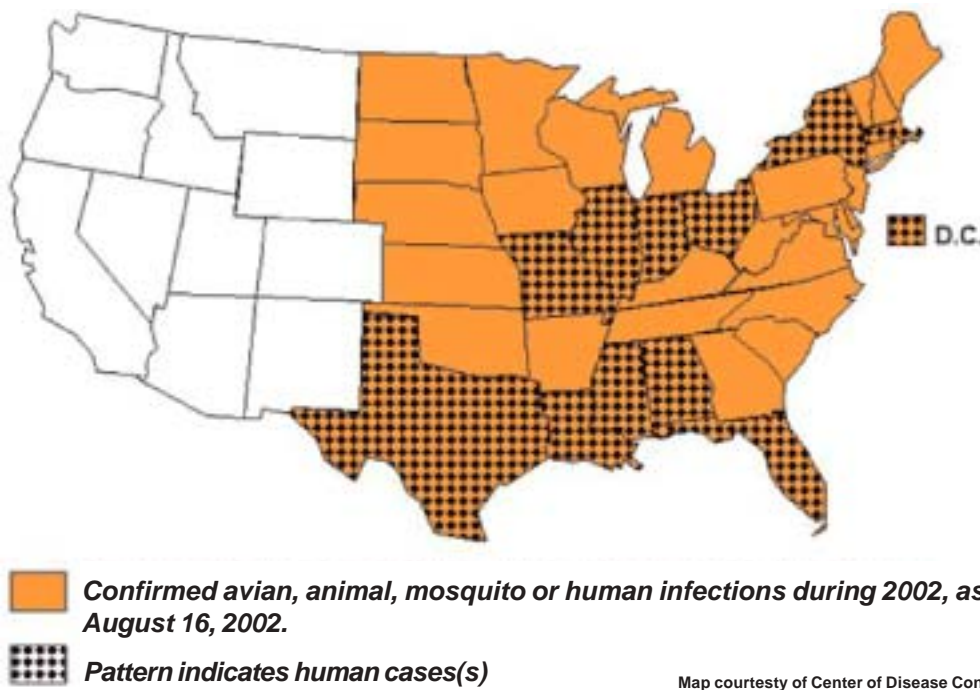 D.C.
Confirmed avian, animal, mosquito or human infections during 2002, as
August 16, 2002.
Pattern indicates human cases(s)
Map courtesty of Center of Disease Con